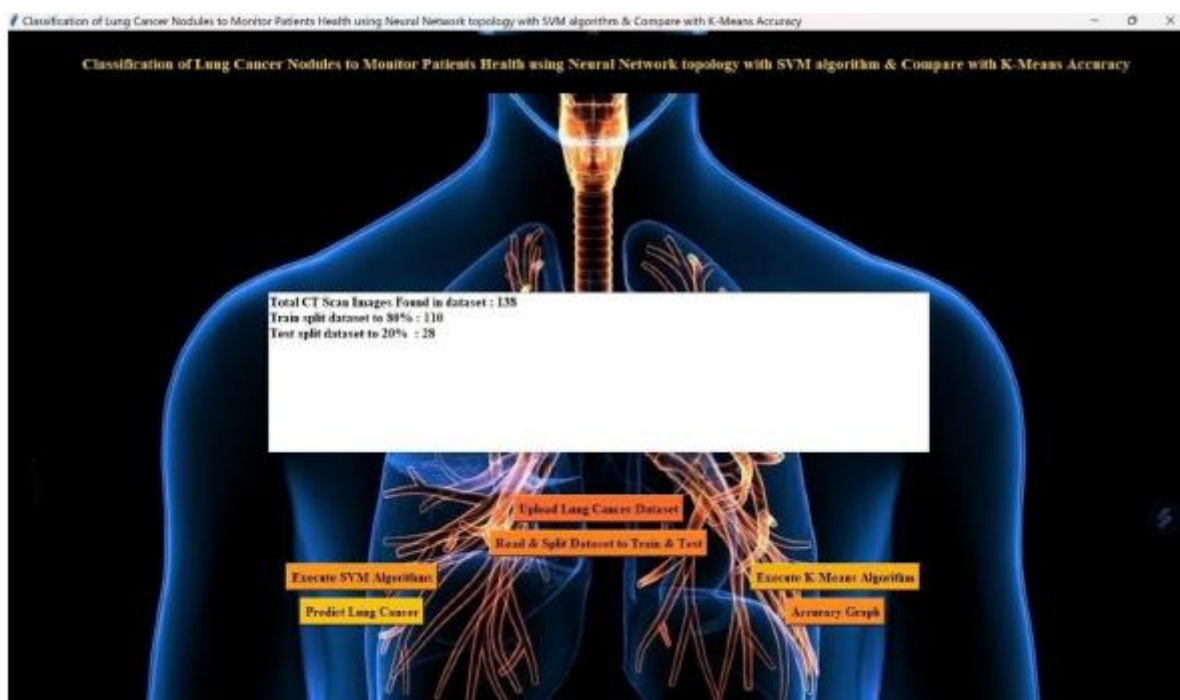 Classification of Lung Cancer Nodules to Monitor Patients Health using Neural Network topology with SVM algorithm & Compare with K-Means Accuracy
Classification of Lung Cancer Nodules to Monitor Patients Health using Neural Network topology with SVM algorithm & Compare with K-Means Accuracy
Total CT Scan Images Found in dataset : 138
Train split dataset to 80% : 110
Test split dataset to 20% : 28
Upload Lung Cancer Dataset
Read & Split Dataset to Train & Test
Execute SVM Algorithms
Execute K-Means Algorithm
Predict Lung Cancer
Accuracy Graph